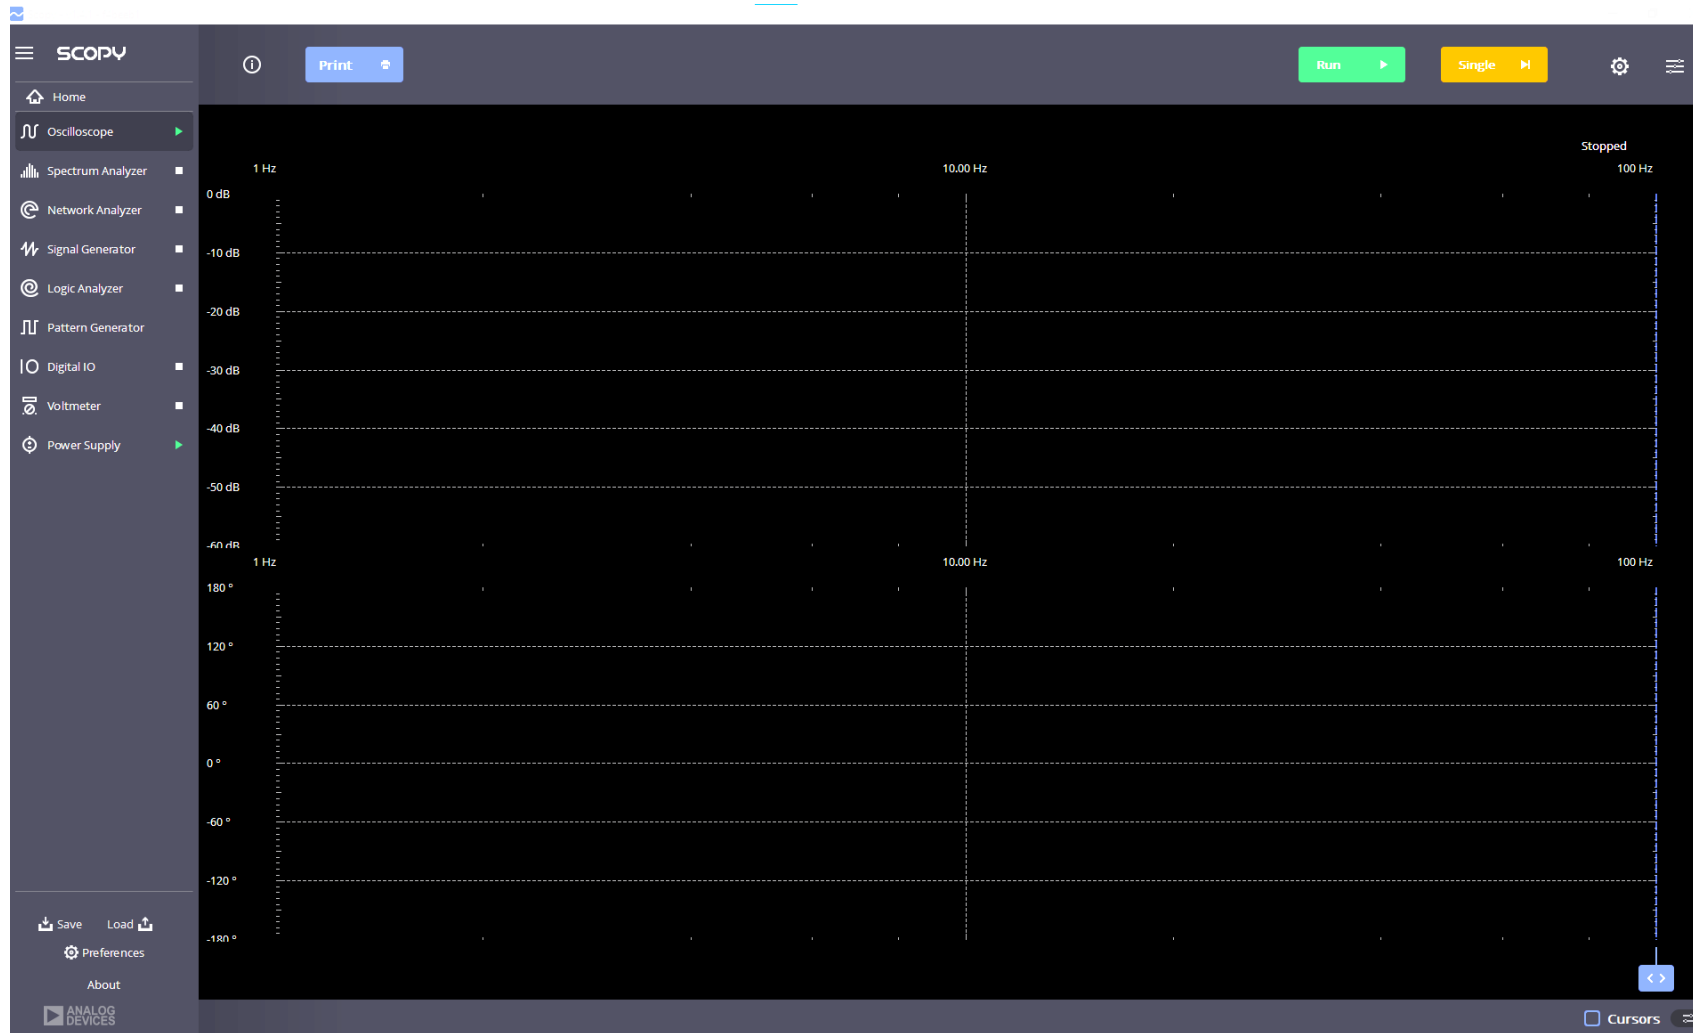 SCOPY
Print
Run
Single
Home
Oscilloscope
Spectrum Analyzer
Network Analyzer
Signal Generator
Logic Analyzer
Pattern Generator
Digital IO
Voltmeter
Power Supply
Stopped
1 Hz 10.00 Hz 100 Hz
0 dB
-10 dB
-20 dB
-30 dB
-40 dB
-50 dB
-60 dB
1 Hz 10.00 Hz 100 Hz
180 °
120 °
60 °
0 °
-60 °
-120 °
-180 °
Save Load
Preferences
About
ANALOG
DEVICES
Cursors